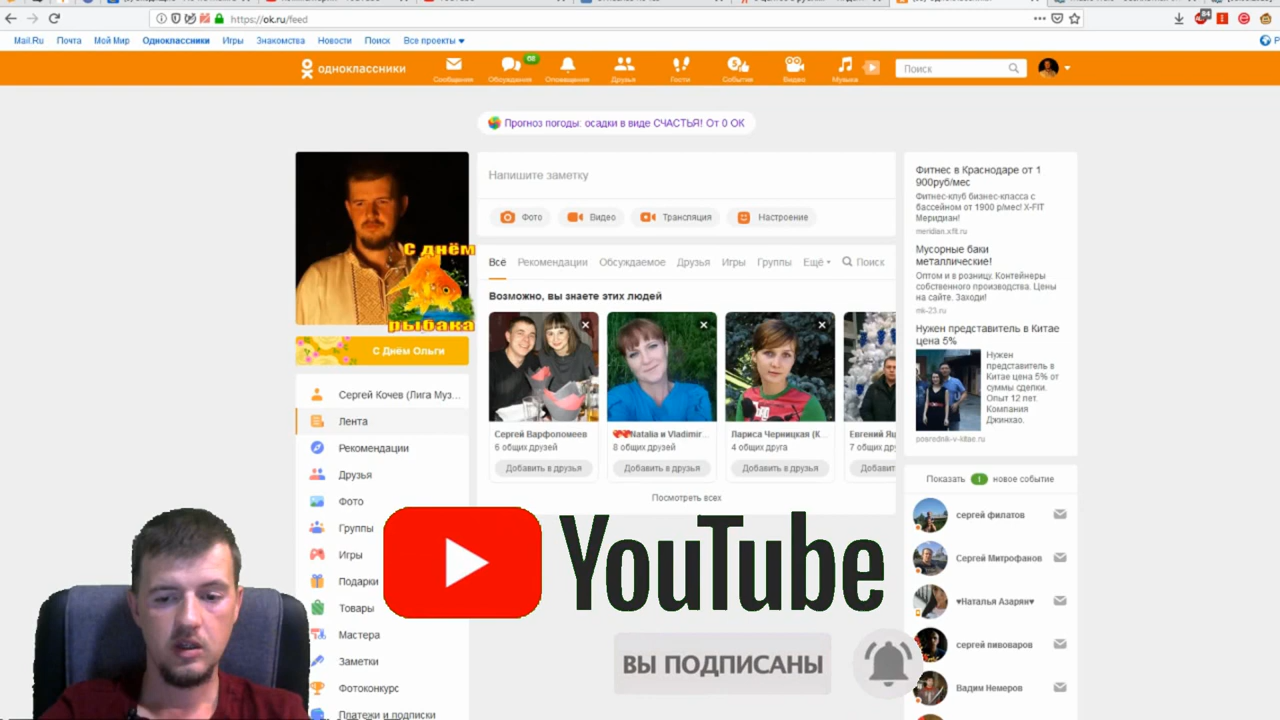 https://ok.ru/feed
Mail.Ru Почта Мой Мир Одноклассники Игры Знакомства Новости Поиск Все проекты
одноклассники
Сообщения Обсуждения Оповещения Друзья Гости События Видео Музыка
Поиск
Прогноз погоды: осадки в виде СЧАСТЬЯ! От 0 ОК
С днём
рыбака
С Днём Ольги
Сергей Кочев (Лига Муз...
Лента
Рекомендации
Друзья
Фото
Группы
Игры
Подарки
Товары
Мастера
Заметки
Фотоконкурс
Платежи и подписки
Напишите заметку
Фото Видео Трансляция Настроение
Всё Рекомендации Обсуждаемое Друзья Игры Группы Ещё Поиск
Возможно, вы знаете этих людей
Сергей Варфоломеев
6 общих друзей
Добавить в друзья
Natalia и Vladimir...
8 общих друзей
Добавить в друзья
Лариса Черницкая (К...
4 общих друга
Добавить в друзья
7 общих др
Посмотреть всех
YouTube
ВЫ ПОДПИСАНЫ
Фитнес в Краснодаре от 1
900руб/мес
Фитнес-клуб бизнес-класса с
бассейном от 1900 р/мес! X-FIT
Меридиан!
meridian.xfit.ru
Мусорные баки
металлические!
Оптом и в розницу. Контейнеры
собственного производства. Цены
на сайте. Заходи!
mk-23.ru
Нужен представитель в Китае
цена 5%
Нужен
представитель в
Китае цена 5% от
суммы сделки.
Опыт 12 лет.
Компания
Джинхао.
posrednik-v-kitae.ru
Показать 1 новое событие
сергей филатов
Сергей Митрофанов
♥Наталья Азарян♥
сергей пивоваров
Вадим Немеров